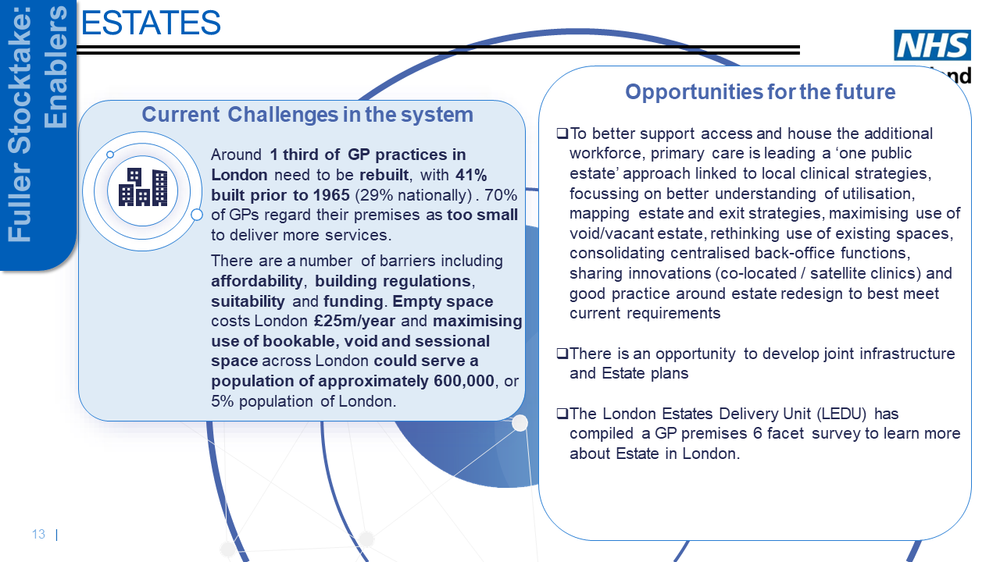 Fuller Stocktake:
Enablers
ESTATES
NHS
Current Challenges in the system
Around 1 third of GP practices in
London need to be rebuilt, with 41%
built prior to 1965 (29% nationally) . 70%
of GPs regard their premises as too small
to deliver more services.
There are a number of barriers including
affordability, building regulations,
suitability and funding. Empty space
costs London £25m/year and maximising
use of bookable, void and sessional
space across London could serve a
population of approximately 600,000, or
5% population of London.
Opportunities for the future
❑To better support access and house the additional
workforce, primary care is leading a ‘one public
estate’ approach linked to local clinical strategies,
focussing on better understanding of utilisation,
mapping estate and exit strategies, maximising use of
void/vacant estate, rethinking use of existing spaces,
consolidating centralised back-office functions,
sharing innovations (co-located / satellite clinics) and
good practice around estate redesign to best meet
current requirements
❑There is an opportunity to develop joint infrastructure
and Estate plans
❑The London Estates Delivery Unit (LEDU) has
compiled a GP premises 6 facet survey to learn more
about Estate in London.
13 |